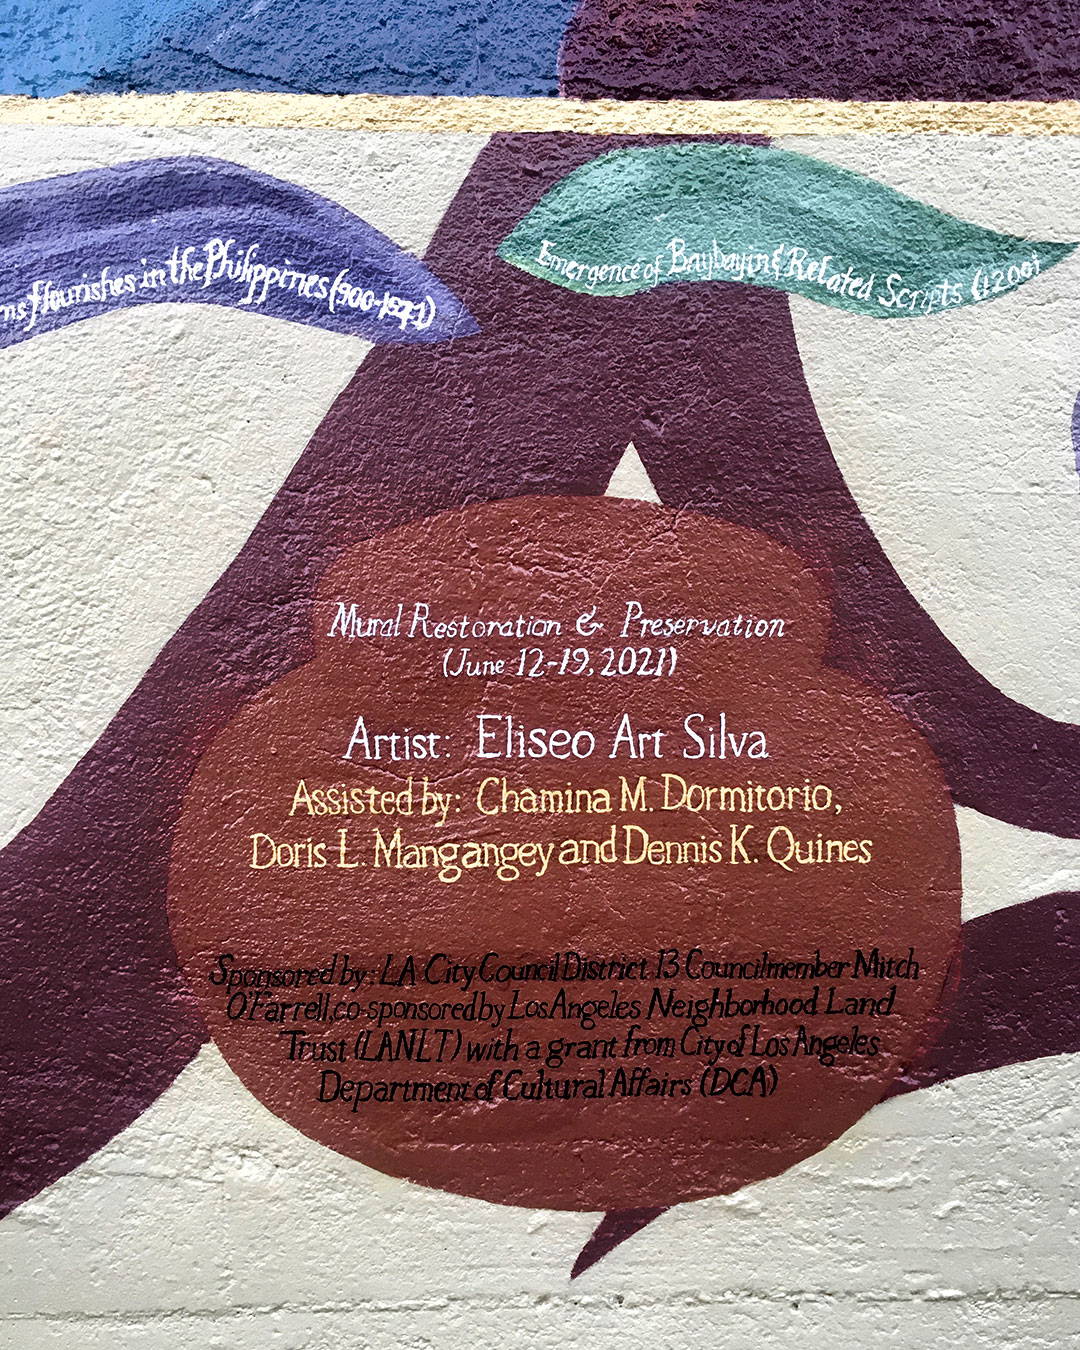 flourishes in the Philippines (900-1971)
Emergence of Baybayin & Related Scripts (1200)
Mural Restoration & Preservation
(June 12-19, 2021)
Artist: Eliseo Art Silva
Assisted by: Chamina M. Dormitorio,
Doris L. Mangangey and Dennis K. Quines
Sponsored by: LA City Council District 13 Councilmember Mitch
O'Farrell, co-sponsored by Los Angeles Neighborhood Land
Trust (LANLT) with a grant from City of Los Angeles
Department of Cultural Affairs (DCA)